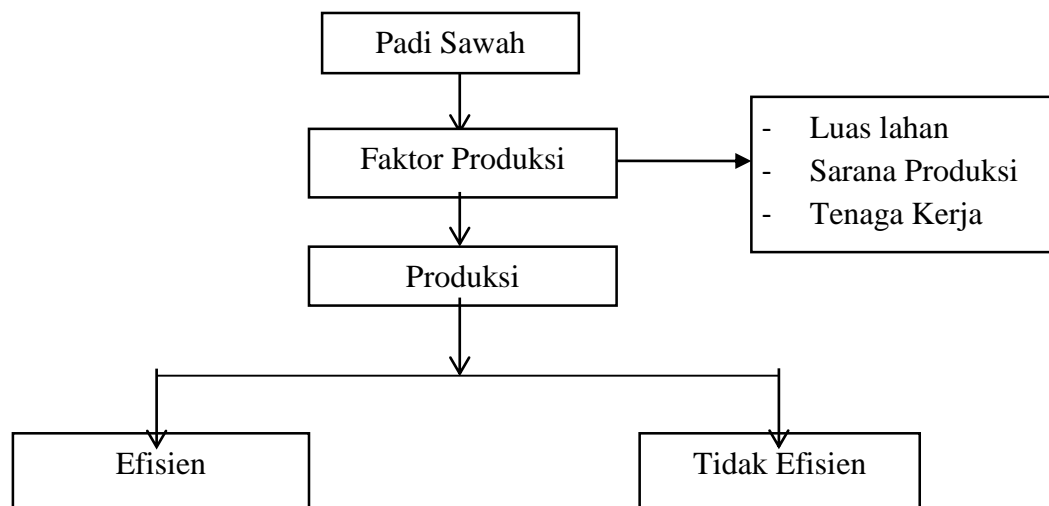 Padi Sawah
Faktor Produksi
- Luas lahan
- Sarana Produksi
- Tenaga Kerja
Produksi
Efisien
Tidak Efisien